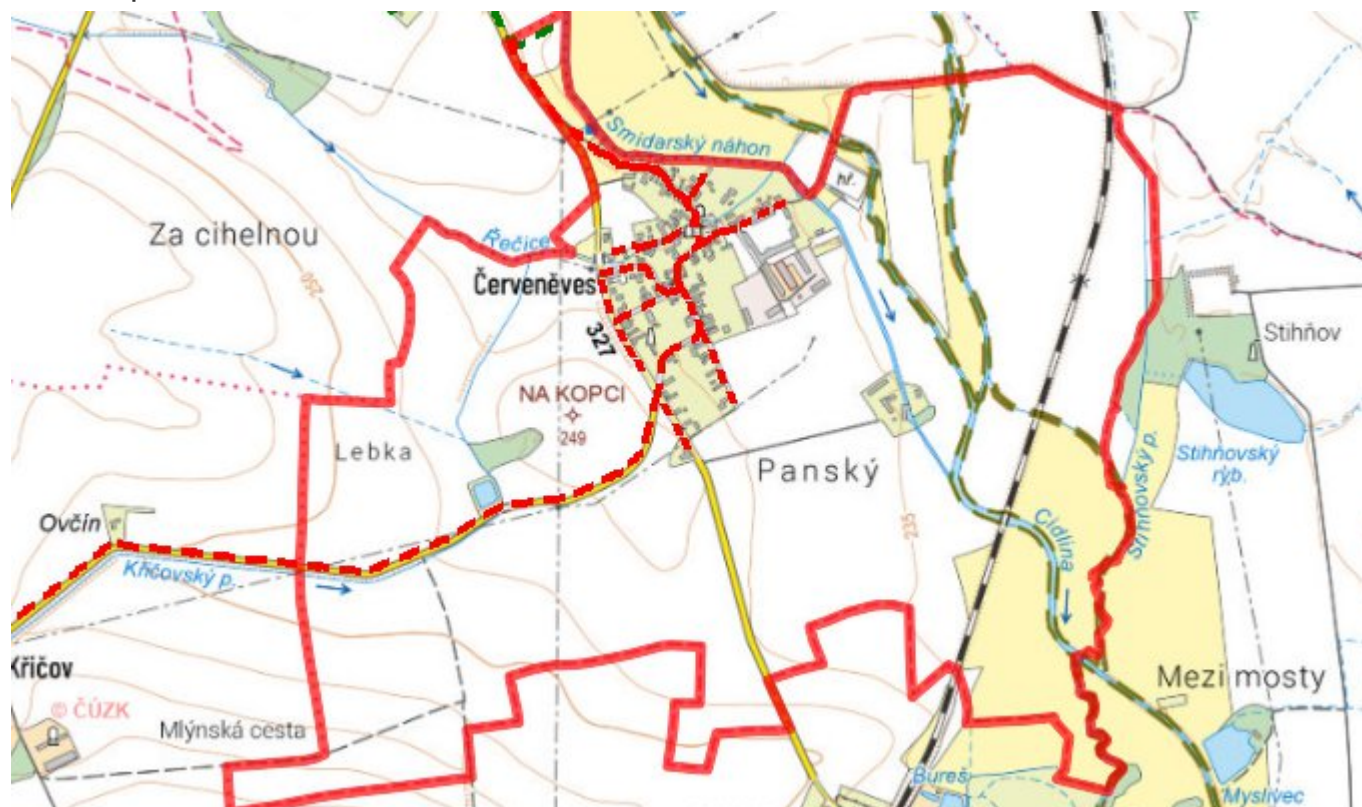 Smidarský náhon
hř.
Za cihelnou
Řečice
250
Červeněves
327
Stihňov
NA KOPCI
249
Lebka
Panský
Stihňovský
rýb.
Stihňovský p.
235
Ovčín
Cidlina
Křičovský p.
Křičov
© ČÚZK
Mlýnská cesta
Mezi mosty
Bureš
Myslivec